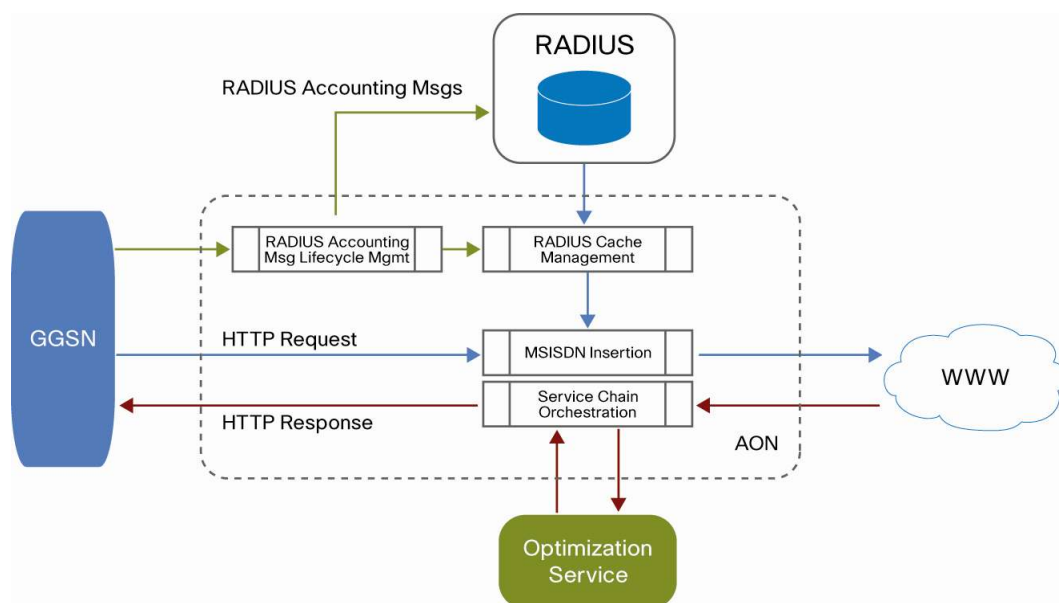 RADIUS
RADIUS Accounting Msgs
RADIUS Accounting
Msg Lifecycle Mgmt
RADIUS Cache
Management
GGSN
HTTP Request
MSISDN Insertion
WWW
Service Chain
Orchestration
HTTP Response
AON
Optimization
Service